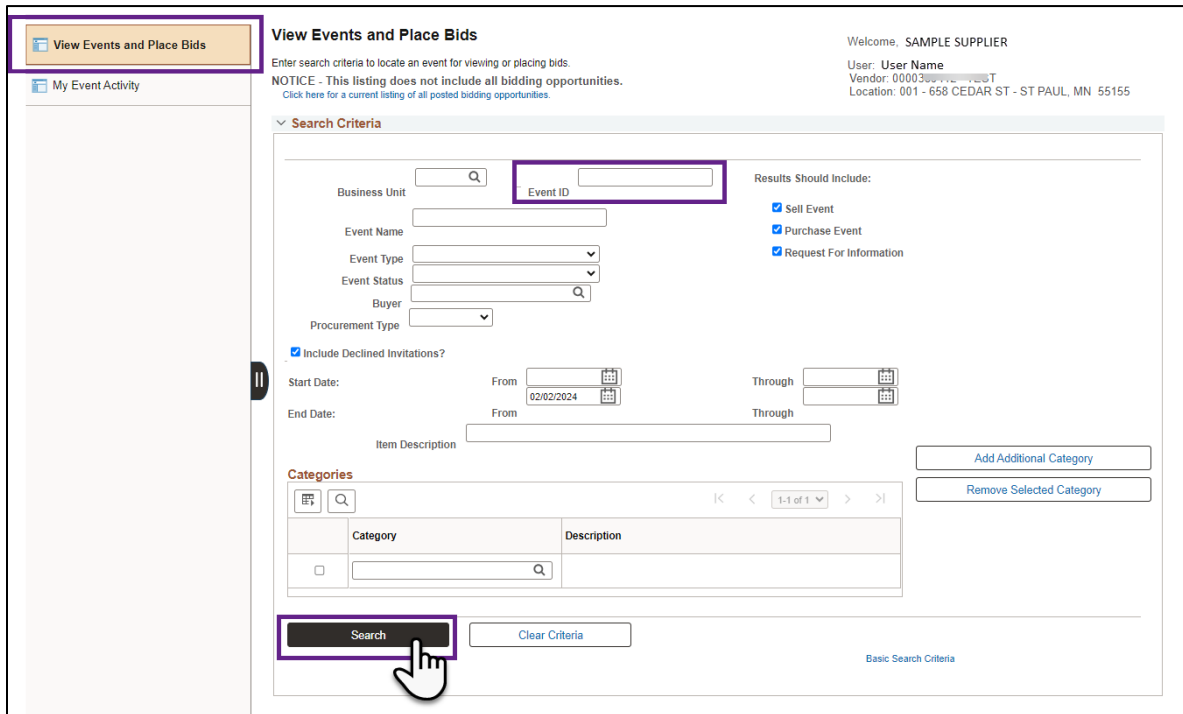 View Events and Place Bids
My Event Activity
View Events and Place Bids
Enter search criteria to locate an event for viewing or placing bids.
NOTICE - This listing does not include all bidding opportunities.
Click here for a current listing of all posted bidding opportunities.
Welcome, SAMPLE SUPPLIER
User: User Name
Vendor:
Location: 001 - 658 CEDAR ST - ST PAUL, MN 55155
Search Criteria
Business Unit
Event ID
Results Should Include:
Sell Event
Event Name
Purchase Event
Event Type
Request For Information
Event Status
Buyer
Procurement Type
Include Declined Invitations?
Start Date: From Through
02/02/2024
End Date: From Through
Item Description
Add Additional Category
Categories
Remove Selected Category
1-1 of 1
Category Description
Search Clear Criteria
Basic Search Criteria